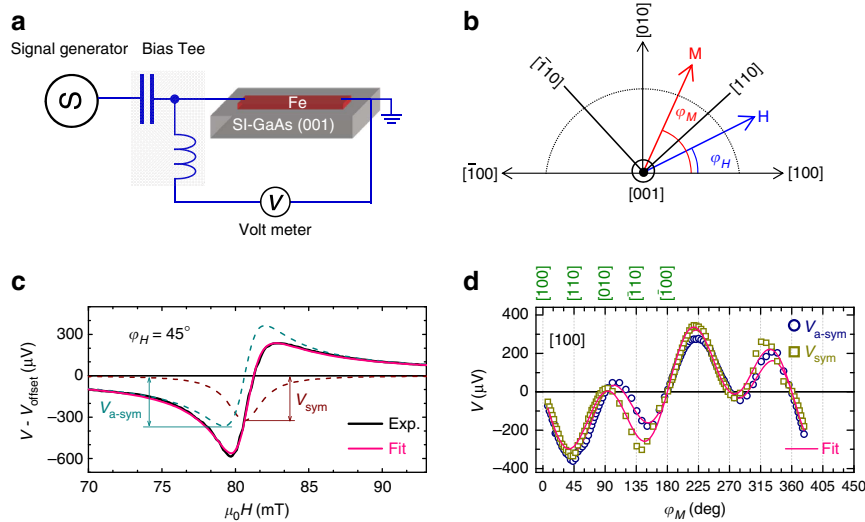 a
Signal generator
Bias Tee
S
Fe
SI-GaAs (001)
V
Volt meter
b
[010]
[1̅10]
M
[110]
H
φM
φH
[1̅00]
[001]
[100]
c
φH = 45°
300
0
–300
–600
V - Voffset (μV)
Va-sym
Vsym
Exp.
Fit
70 75 80 85 90
μ0H (mT)
d
[100] [110] [010] [1̅10] [1̅00]
400
200
0
–200
–400
V (μV)
[100]
Va-sym
Vsym
Fit
0 45 90 135 180 225 270 315 360 405 450
φM (deg)